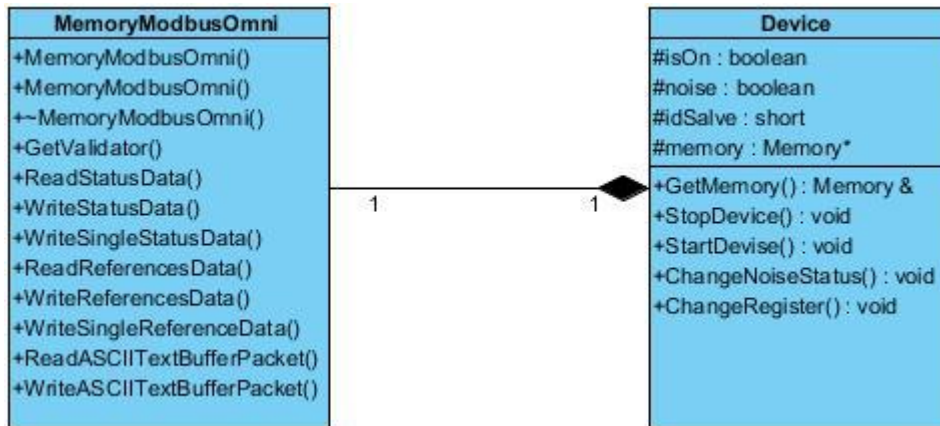 MemoryModbusOmni
+MemoryModbusOmni()
+MemoryModbusOmni()
+~MemoryModbusOmni()
+GetValidator()
+ReadStatusData()
+WriteStatusData()
+WriteSingleStatusData()
+ReadReferencesData()
+WriteReferencesData()
+WriteSingleReferenceData()
+ReadASCIITextBufferPacket()
+WriteASCIITextBufferPacket()
1
1
Device
#isOn : boolean
#noise : boolean
#idSalve : short
#memory : Memory*
+GetMemory() : Memory &
+StopDevice() : void
+StartDevise() : void
+ChangeNoiseStatus() : void
+ChangeRegister() : void